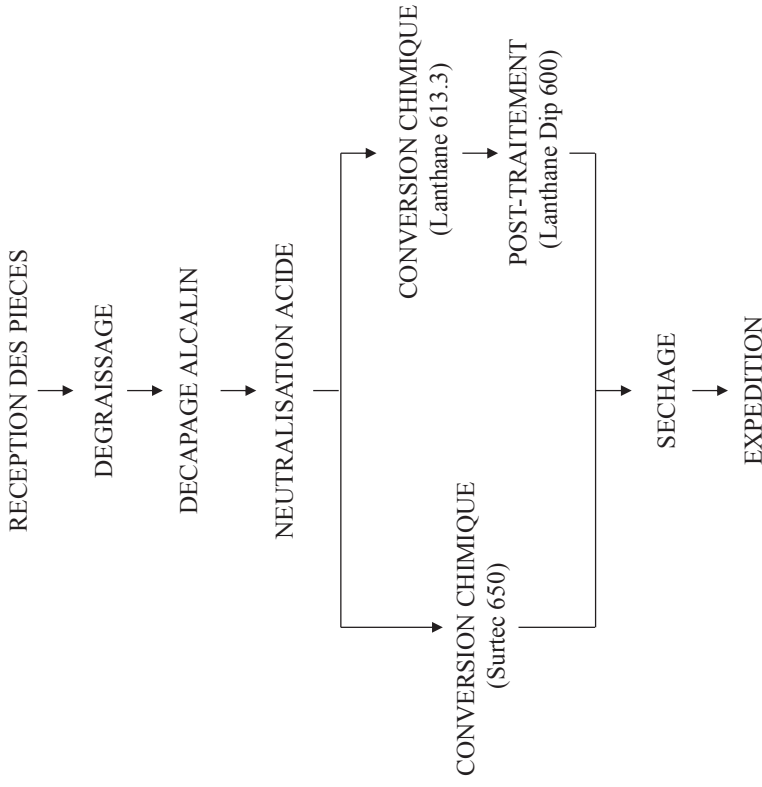 RECEPTION DES PIECES
DEGRAISSAGE
DECAPAGE ALCALIN
NEUTRALISATION ACIDE
CONVERSION CHIMIQUE
(Surtec 650)
CONVERSION CHIMIQUE
(Lanthane 613.3)
POST-TRAITEMENT
(Lanthane Dip 600)
SECHAGE
EXPEDITION